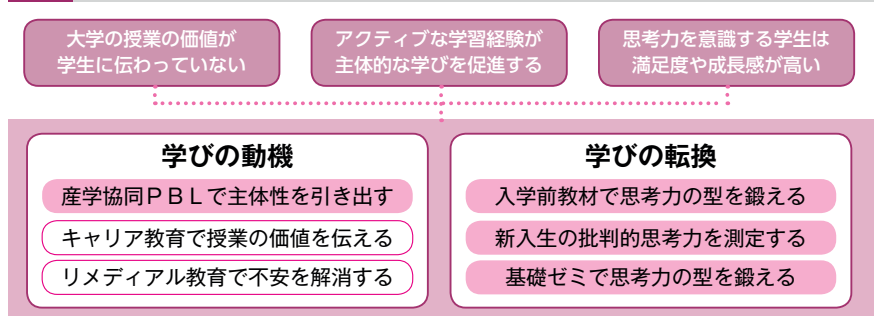 大学の授業の価値が
学生に伝わっていない
アクティブな学習経験が
主体的な学びを促進する
思考力を意識する学生は
満足度や成長感が高い
学びの動機
産学協同PBLで主体性を引き出す
キャリア教育で授業の価値を伝える
リメディアル教育で不安を解消する
学びの転換
入学前教材で思考力の型を鍛える
新入生の批判的思考力を測定する
基礎ゼミで思考力の型を鍛える